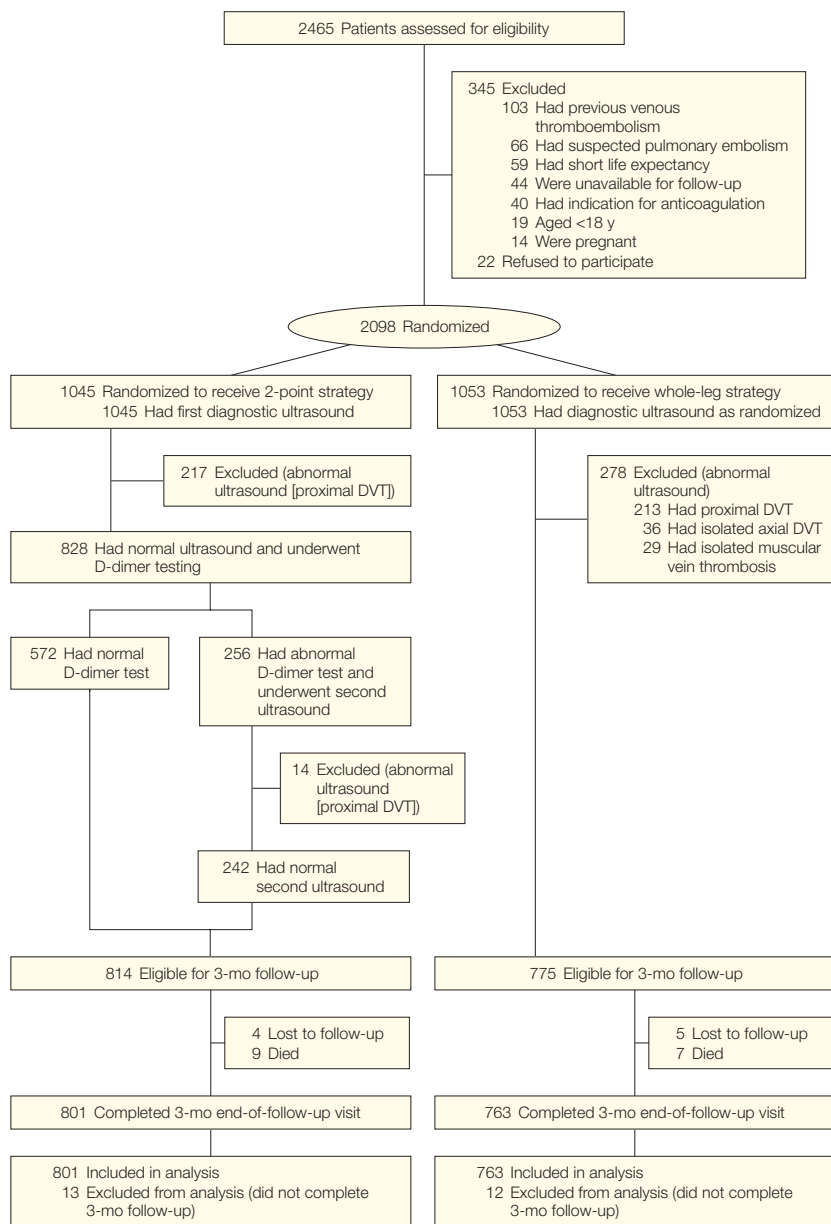 2465 Patients assessed for eligibility
345 Excluded
103 Had previous venous
thromboembolism
66 Had suspected pulmonary embolism
59 Had short life expectancy
44 Were unavailable for follow-up
40 Had indication for anticoagulation
19 Aged <18 y
14 Were pregnant
22 Refused to participate
2098 Randomized
1045 Randomized to receive 2-point strategy
1045 Had first diagnostic ultrasound
1053 Randomized to receive whole-leg strategy
1053 Had diagnostic ultrasound as randomized
217 Excluded (abnormal
ultrasound [proximal DVT])
278 Excluded (abnormal
ultrasound)
213 Had proximal DVT
36 Had isolated axial DVT
29 Had isolated muscular
vein thrombosis
828 Had normal ultrasound and underwent
D-dimer testing
572 Had normal
D-dimer test
256 Had abnormal
D-dimer test and
underwent second
ultrasound
14 Excluded (abnormal
ultrasound
[proximal DVT])
242 Had normal
second ultrasound
814 Eligible for 3-mo follow-up
775 Eligible for 3-mo follow-up
4 Lost to follow-up
9 Died
5 Lost to follow-up
7 Died
801 Completed 3-mo end-of-follow-up visit
763 Completed 3-mo end-of-follow-up visit
801 Included in analysis
13 Excluded from analysis (did not complete
3-mo follow-up)
763 Included in analysis
12 Excluded from analysis (did not complete
3-mo follow-up)